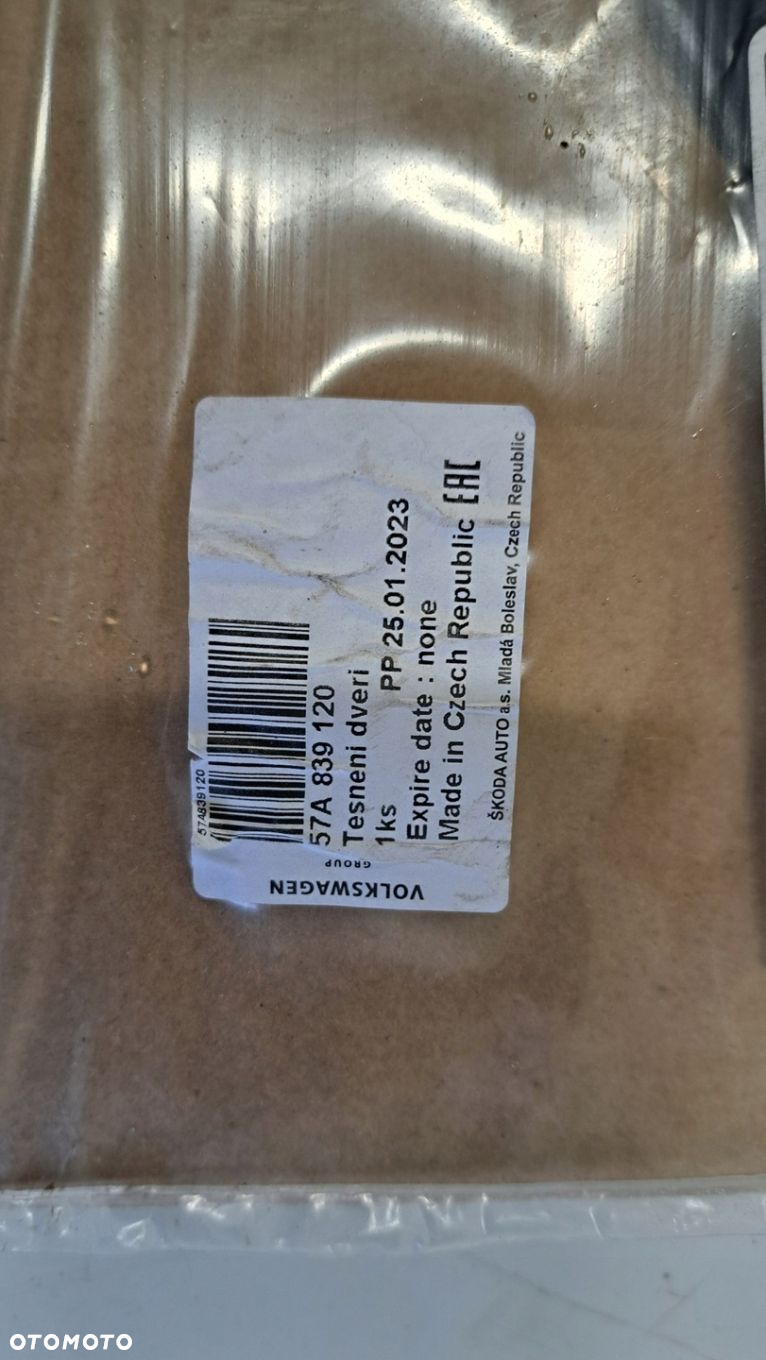 57A839120
57A 839 120
Tesneni dveri
1ks PP 25.01.2023
Expire date : none
Made in Czech Republic EAC
ŠKODA AUTO a.s. Mladá Boleslav, Czech Republic
VOLKSWAGEN
GROUP
OTOMOTO